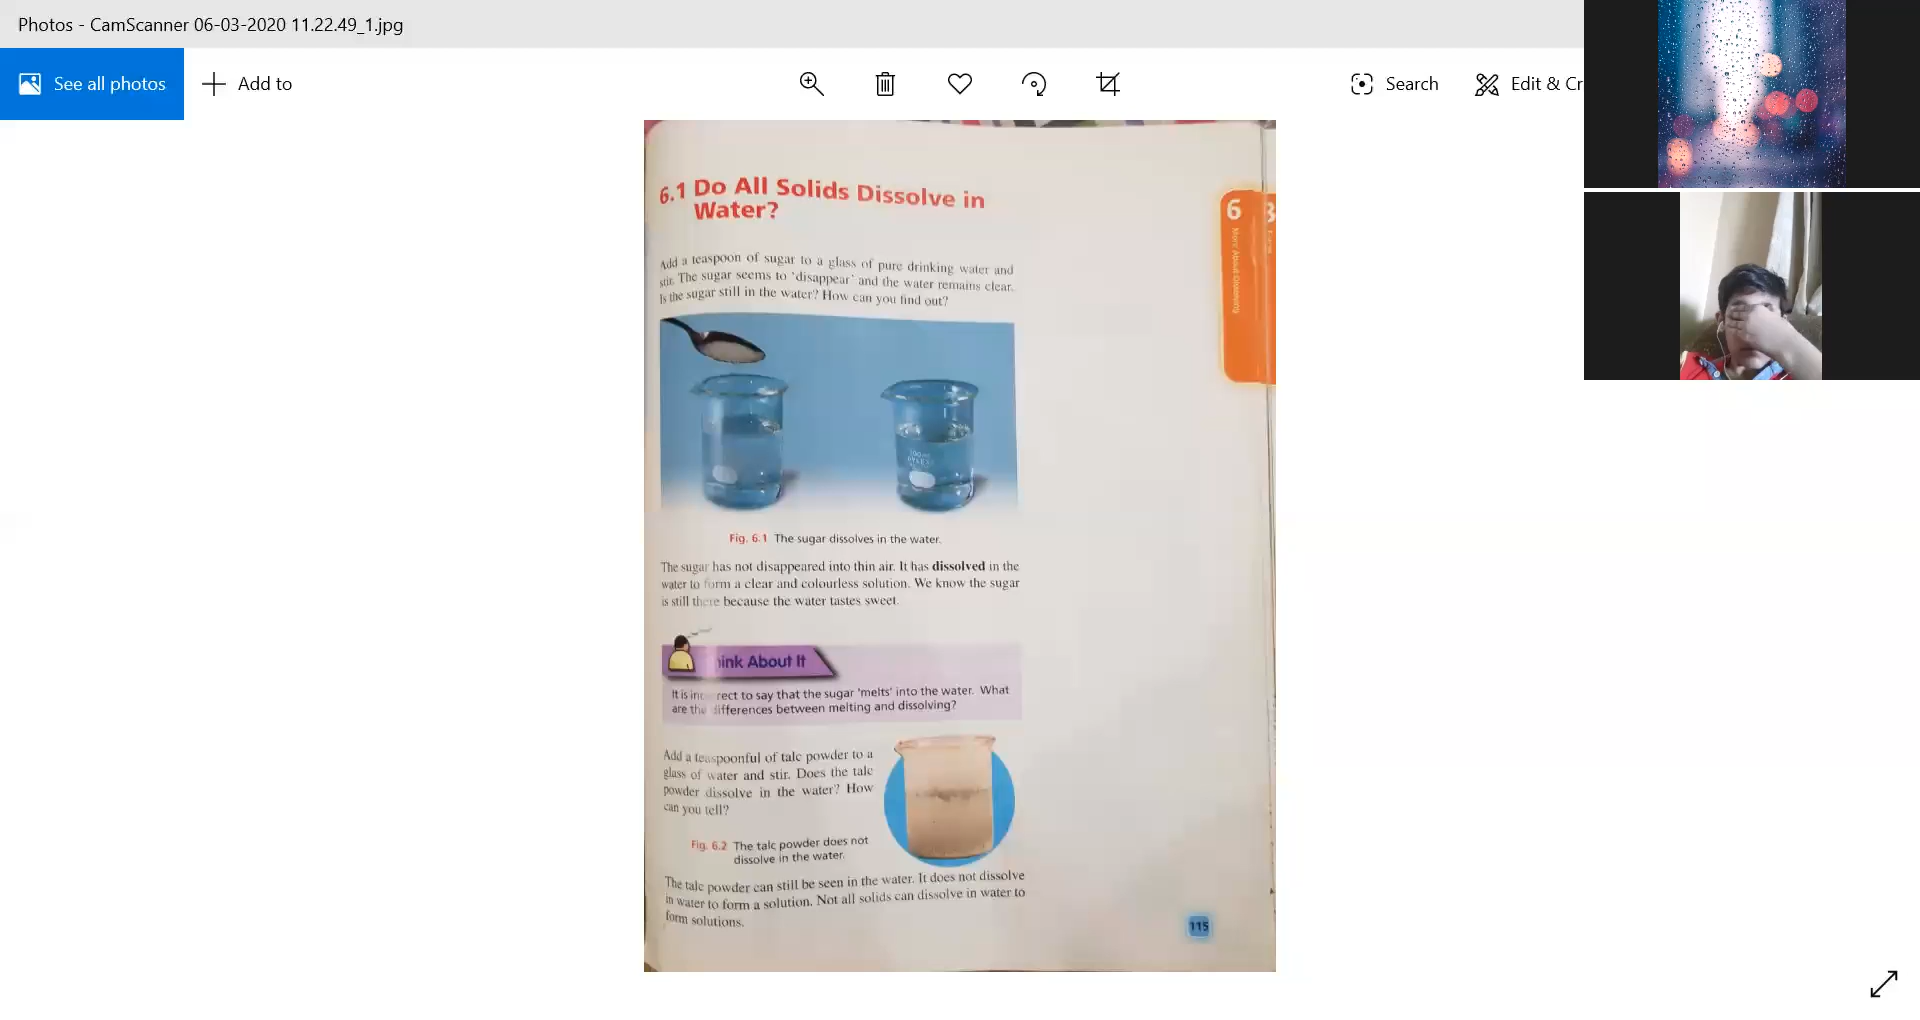 Photos - CamScanner 06-03-2020 11.22.49_1.jpg
See all photos
Add to
Search
Edit & Cr
6.1 Do All Solids Dissolve in
Water?
6
More About Dissolving
Add a teaspoon of sugar to a glass of pure drinking water and
stir. The sugar seems to 'disappear' and the water remains clear.
Is the sugar still in the water? How can you find out?
Fig. 6.1 The sugar dissolves in the water.
The sugar has not disappeared into thin air. It has dissolved in the
water to form a clear and colourless solution. We know the sugar
is still there because the water tastes sweet.
hink About It
It is incorrect to say that the sugar 'melts' into the water. What
are the differences between melting and dissolving?
Add a teaspoonful of talc powder to a
glass of water and stir. Does the talc
powder dissolve in the water? How
can you tell?
Fig. 6.2 The talc powder does not
dissolve in the water.
The talc powder can still be seen in the water. It does not dissolve
in water to form a solution. Not all solids can dissolve in water to
form solutions.
115